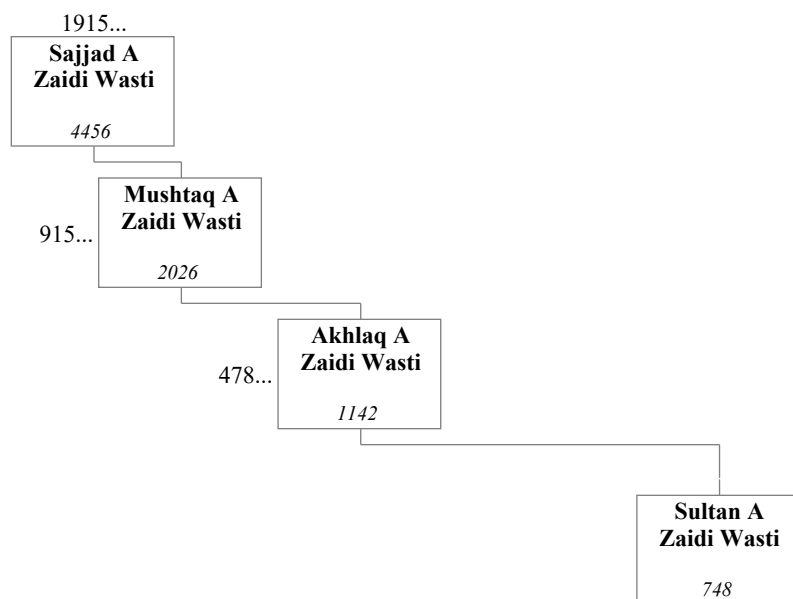 1915...
Sajjad A
Zaidi Wasti
4456
Mushtaq A
Zaidi Wasti
915...
2026
Akhlaq A
Zaidi Wasti
478...
1142
Sultan A
Zaidi Wasti
748